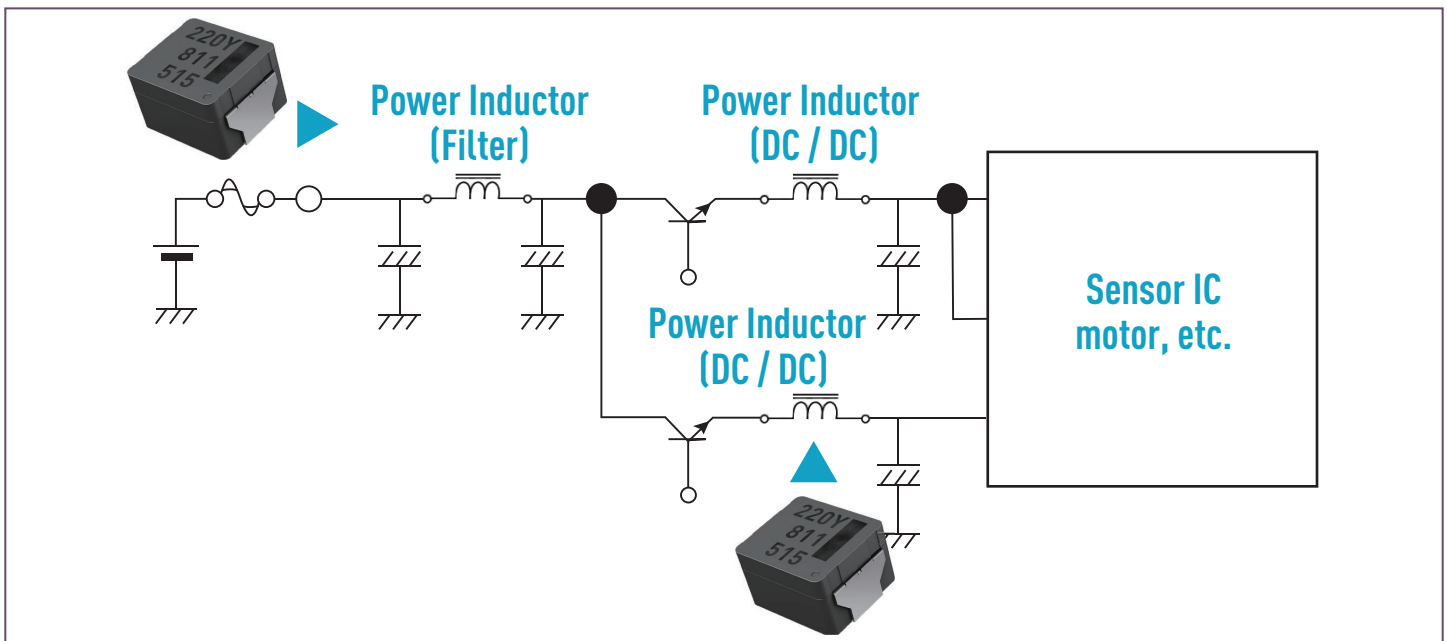 220Y
811
515
Power Inductor
(Filter)
Power Inductor
(DC / DC)
Power Inductor
(DC / DC)
Sensor IC
motor, etc.
220Y
811
515